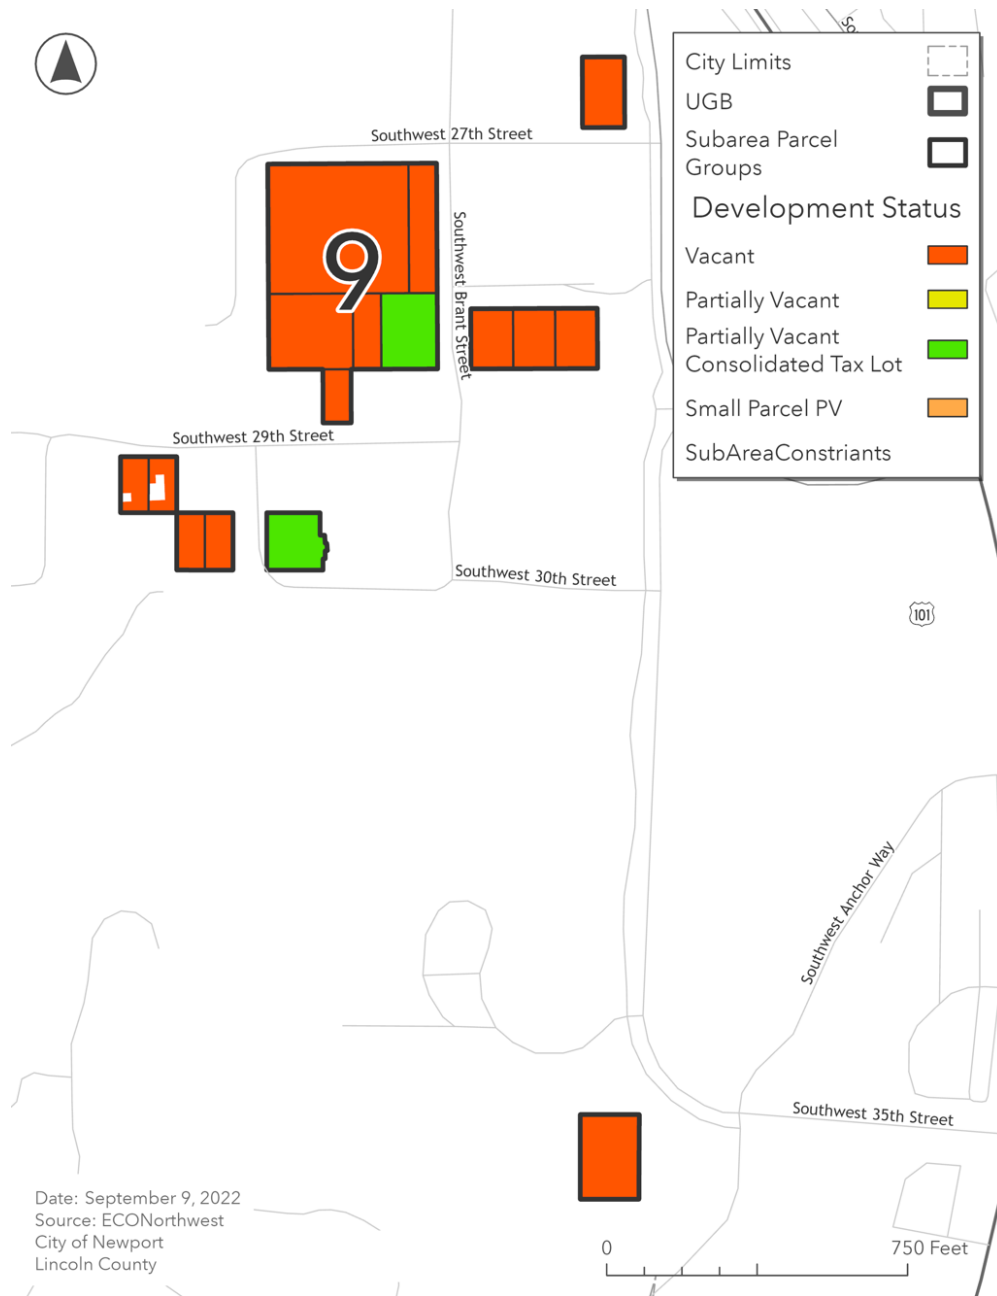 So
City Limits
UGB
Subarea Parcel
Groups
Development Status
Vacant
Partially Vacant
Partially Vacant
Consolidated Tax Lot
Small Parcel PV
SubAreaConstriants
Southwest 27th Street
9
Southwest Brant Street
Southwest 29th Street
Southwest 30th Street
101
Southwest Anchor Way
Southwest 35th Street
Date: September 9, 2022
Source: ECONorthwest
City of Newport
Lincoln County
0 750 Feet